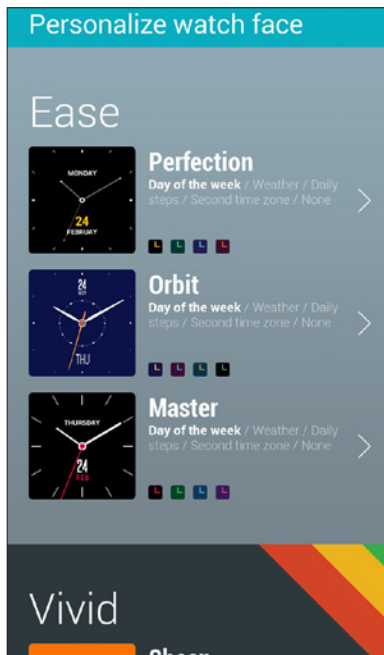 Personalize watch face
Ease
MONDAY
24
FEBRUARY
Perfection
Day of the week / Weather / Daily
steps / Second time zone / None
24
NOV
THU
Orbit
Day of the week / Weather / Daily
steps / Second time zone / None
THURSDAY
24
FEB
Master
Day of the week / Weather / Daily
steps / Second time zone / None
Vivid